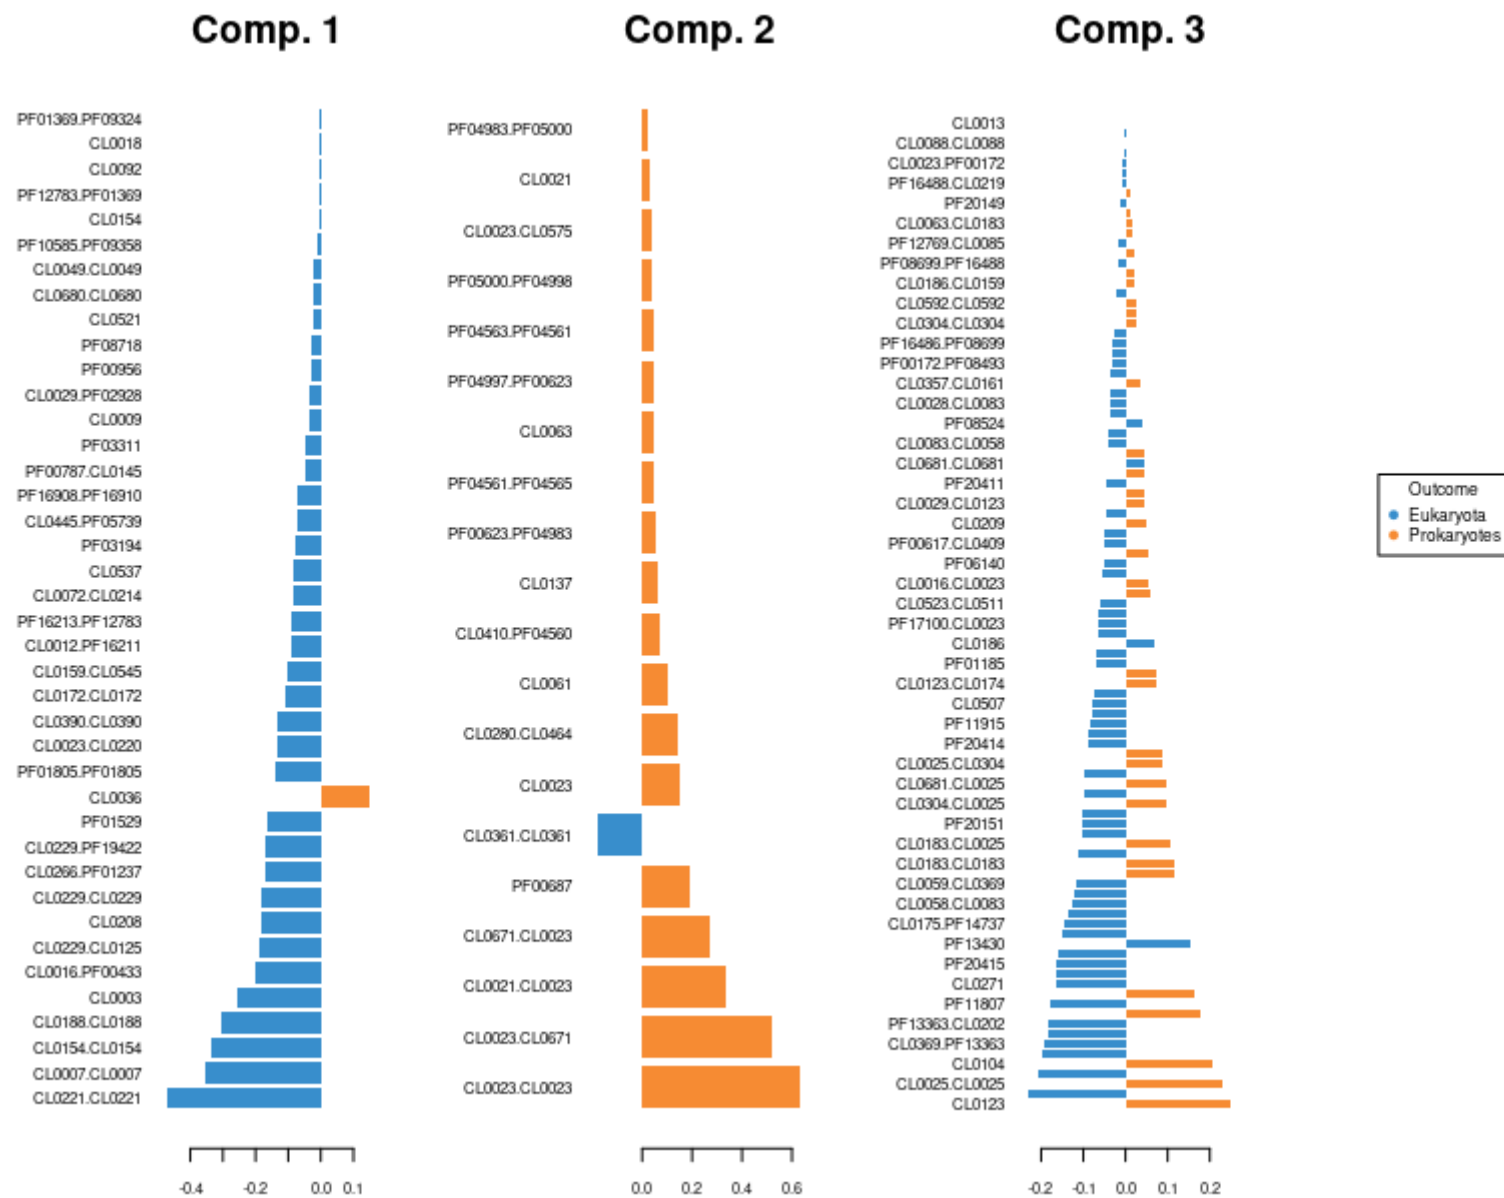 Comp. 1
PF01369.PF09324
CL0018
CL0092
PF12783.PF01369
CL0154
PF10585.PF09358
CL0049.CL0049
CL0680.CL0680
CL0521
PF08718
PF00956
CL0029.PF02928
CL0009
PF03311
PF00787.CL0145
PF16908.PF16910
CL0445.PF05739
PF03194
CL0537
CL0072.CL0214
PF16213.PF12783
CL0012.PF16211
CL0159.CL0545
CL0172.CL0172
CL0390.CL0390
CL0023.CL0220
PF01805.PF01805
CL0036
PF01529
CL0229.PF19422
CL0266.PF01237
CL0229.CL0229
CL0208
CL0229.CL0125
CL0016.PF00433
CL0003
CL0188.CL0188
CL0154.CL0154
CL0007.CL0007
CL0221.CL0221
-0.4 -0.2 0.0 0.1
Comp. 2
PF04983.PF05000
CL0021
CL0023.CL0575
PF05000.PF04998
PF04563.PF04561
PF04997.PF00623
CL0063
PF04561.PF04565
PF00623.PF04983
CL0137
CL0410.PF04560
CL0061
CL0280.CL0464
CL0023
CL0361.CL0361
PF00687
CL0671.CL0023
CL0021.CL0023
CL0023.CL0671
CL0023.CL0023
0.0 0.2 0.4 0.6
Comp. 3
CL0013
CL0088.CL0088
CL0023.PF00172
PF16488.CL0219
PF20149
CL0063.CL0183
PF12769.CL0085
PF08699.PF16488
CL0186.CL0159
CL0592.CL0592
CL0304.CL0304
PF16486.PF08699
PF00172.PF08493
CL0357.CL0161
CL0028.CL0083
PF08524
CL0083.CL0058
CL0681.CL0681
PF20411
CL0029.CL0123
CL0209
PF00617.CL0409
PF06140
CL0016.CL0023
CL0523.CL0511
PF17100.CL0023
CL0186
PF01185
CL0123.CL0174
CL0507
PF11915
PF20414
CL0025.CL0304
CL0681.CL0025
CL0304.CL0025
PF20151
CL0183.CL0025
CL0183.CL0183
CL0059.CL0369
CL0058.CL0083
CL0175.PF14737
PF13430
PF20415
CL0271
PF11807
PF13363.CL0202
CL0369.PF13363
CL0104
CL0025.CL0025
CL0123
-0.2 -0.1 0.0 0.1 0.2
Outcome
Eukaryota
Prokaryotes